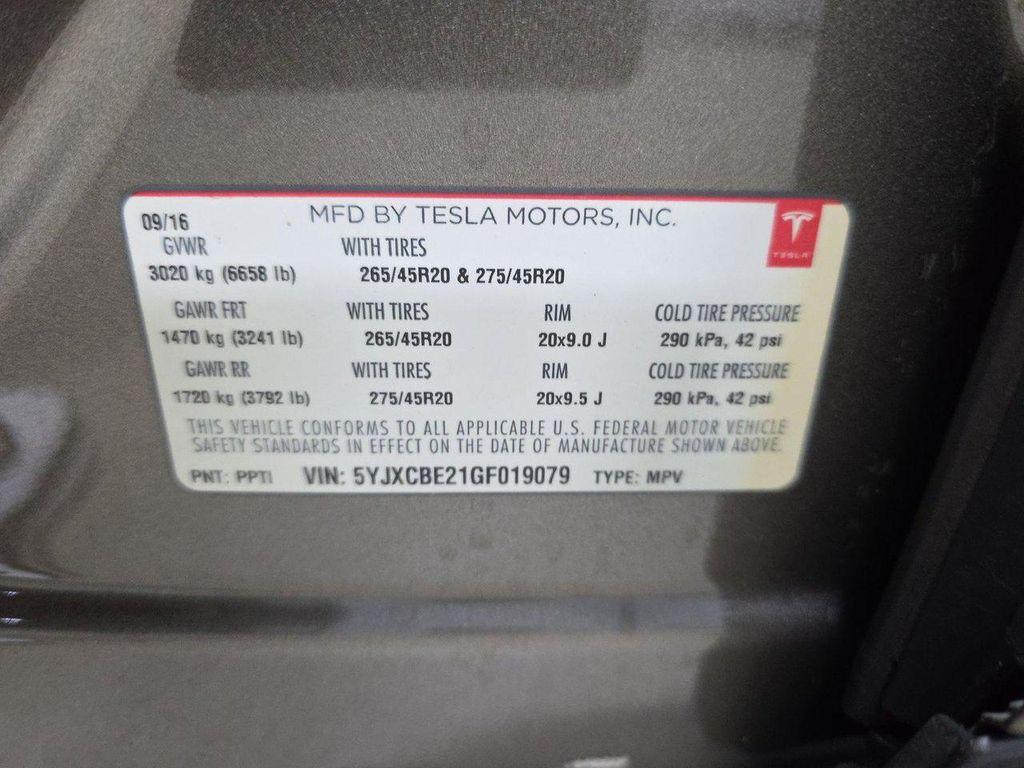 09/16 MFD BY TESLA MOTORS, INC.
GVWR WITH TIRES
3020 kg (6658 lb) 265/45R20 & 275/45R20
TESLA
GAWR FRT WITH TIRES RIM COLD TIRE PRESSURE
1470 kg (3241 lb) 265/45R20 20x9.0 J 290 kPa, 42 psi
GAWR RR WITH TIRES RIM COLD TIRE PRESSURE
1720 kg (3792 lb) 275/45R20 20x9.5 J 290 kPa, 42 psi
THIS VEHICLE CONFORMS TO ALL APPLICABLE U.S. FEDERAL MOTOR VEHICLE
SAFETY STANDARDS IN EFFECT ON THE DATE OF MANUFACTURE SHOWN ABOVE.
PNT: PPTI VIN: 5YJXCBE21GF019079 TYPE: MPV